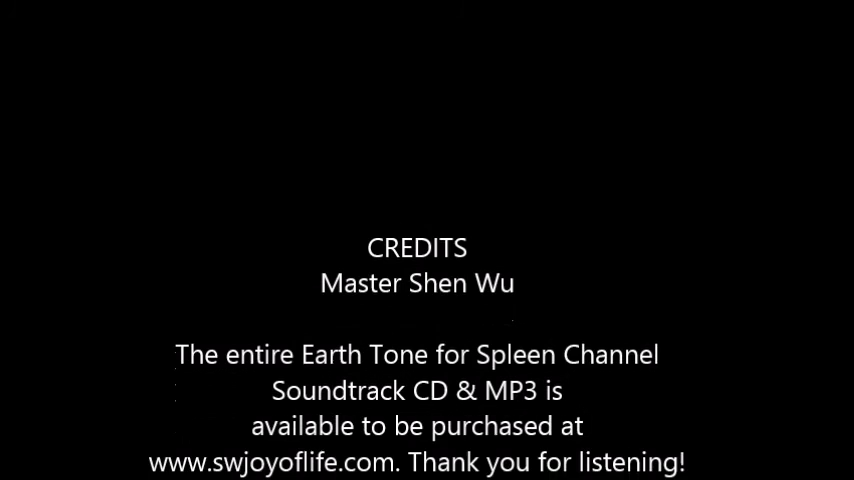 CREDITS
Master Shen Wu
The entire Earth Tone for Spleen Channel
Soundtrack CD & MP3 is
available to be purchased at
www.swjoyoflife.com. Thank you for listening!